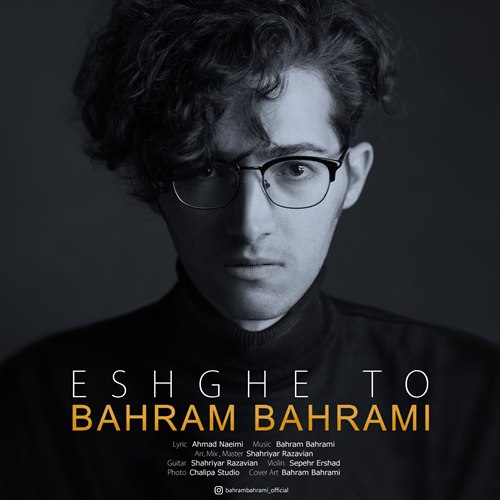 ESHGHE TO
BAHRAM BAHRAMI
Lyric Ahmad Naeimi Music Bahram Bahrami
Arr, Mix , Master Shahriyar Razavian
Guitar Shahriyar Razavian Violin Sepehr Ershad
Photo Chalipa Studio Cover Art Bahram Bahrami
bahrambahrami_official